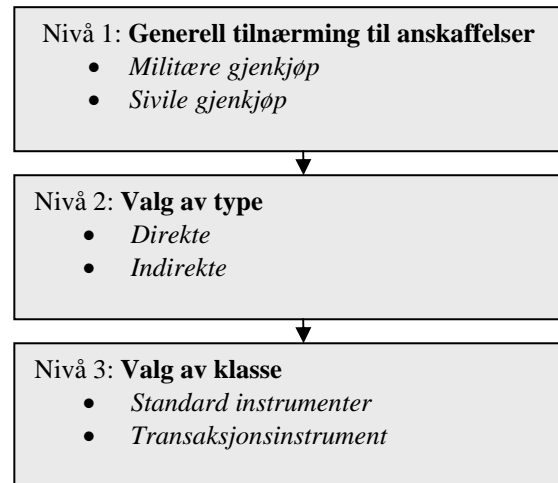 Nivå 1: Generell tilnærming til anskaffelser
• Militære gjenkjøp
• Sivile gjenkjøp
Nivå 2: Valg av type
• Direkte
• Indirekte
Nivå 3: Valg av klasse
• Standard instrumenter
• Transaksjonsinstrument